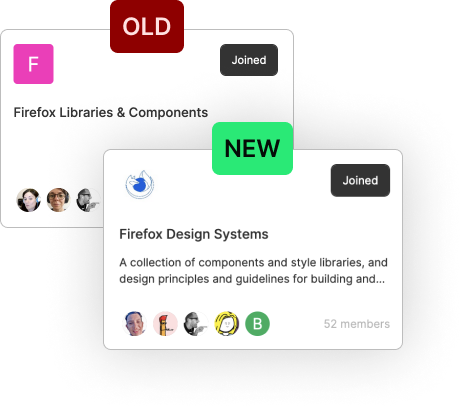 OLD
F
Joined
Firefox Libraries & Components
NEW
Joined
Firefox Design Systems
A collection of components and style libraries, and
design principles and guidelines for building and...
B
52 members